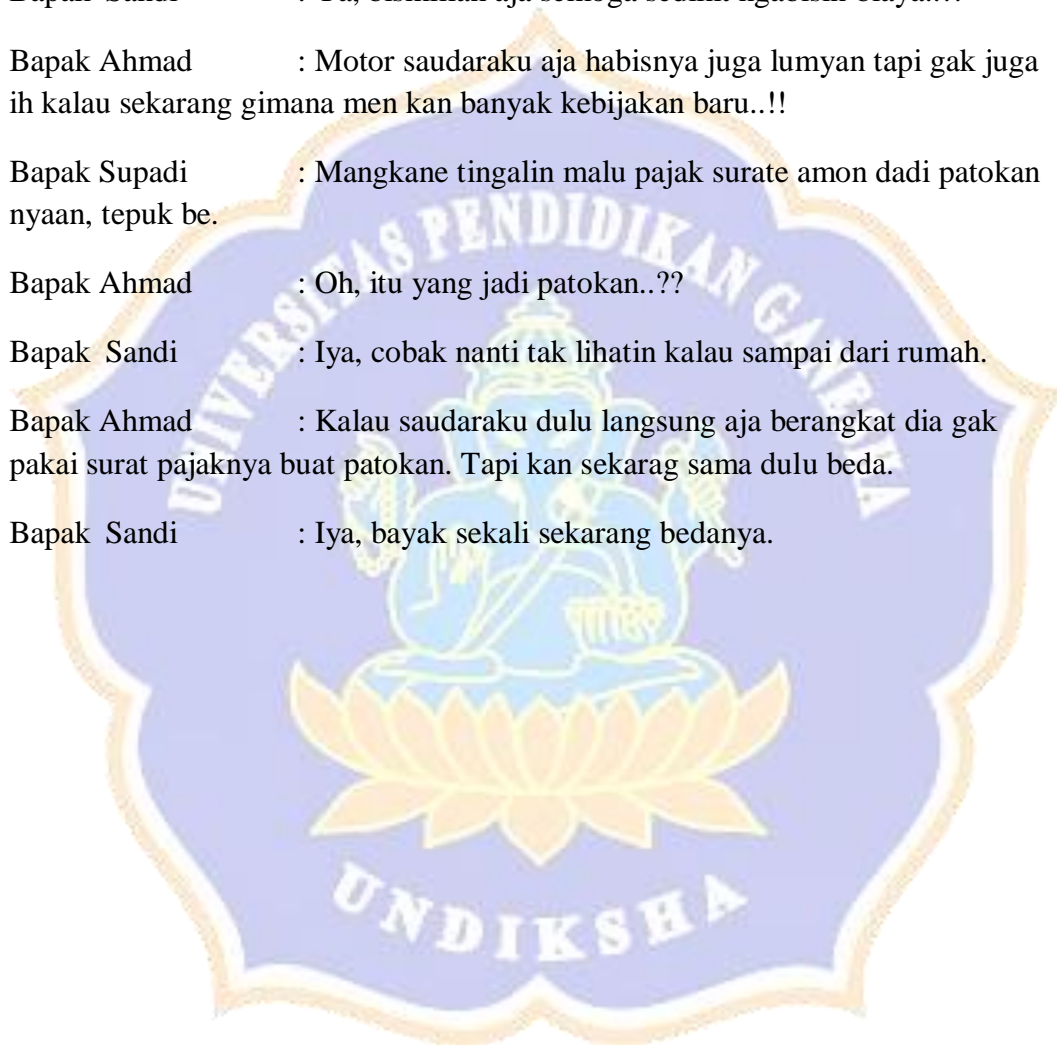 Bapak Ahmad : Motor saudaraku aja habisnya juga lumyan tapi gak juga
ih kalau sekarang gimana men kan banyak kebijakan baru..!!
Bapak Supadi : Mangkane tingalin malu pajak surate amon dadi patokan
nyaan, tepuk be.
Bapak Ahmad : Oh, itu yang jadi patokan..??
Bapak Sandi : Iya, cobak nanti tak lihatin kalau sampai dari rumah.
Bapak Ahmad : Kalau saudaraku dulu langsung aja berangkat dia gak
pakai surat pajaknya buat patokan. Tapi kan sekarag sama dulu beda.
Bapak Sandi : Iya, bayak sekali sekarang bedanya.
UNIVERSITAS PENDIDIKAN GANESHA
UNDIKSHA